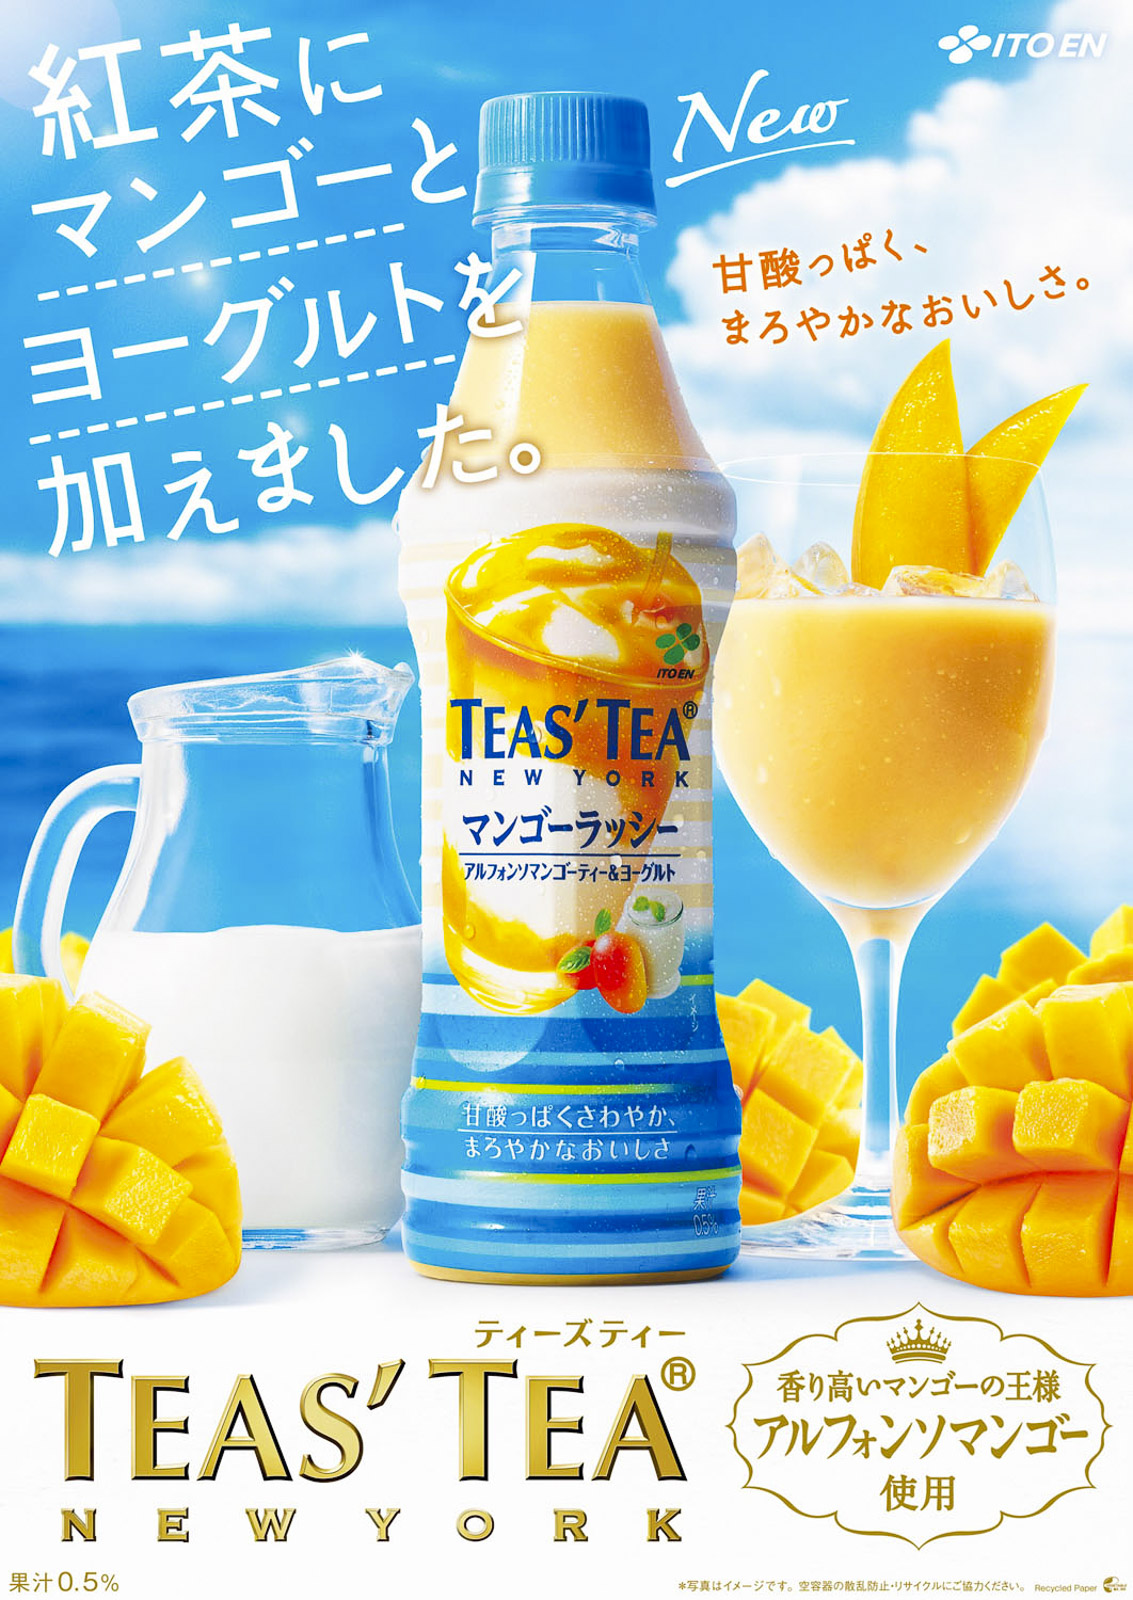 紅茶に
マンゴーと
ヨーグルトを
加えました。
ITO EN
New
甘酸っぱく、
まろやかなおいしさ。
ITO EN
TEAS' TEA®
NEW YORK
マンゴーラッシー
アルフォンソマンゴーティー&ヨーグルト
イメージ
甘酸っぱくさわやか、
まろやかなおいしさ
果汁
0.5%
ティーズティー
TEAS' TEA®
NEW YORK
香り高いマンゴーの王様
アルフォンソマンゴー
使用
果汁0.5%
*写真はイメージです。空容器の散乱防止・リサイクルにご協力ください。 Recycled Paper